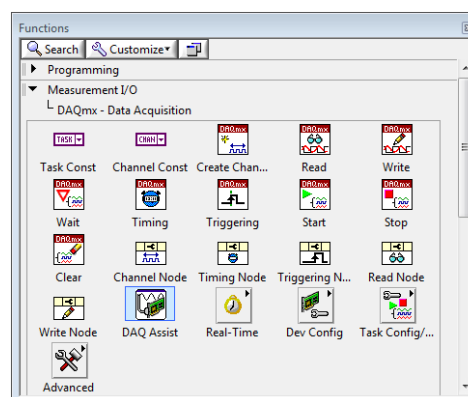 Functions
Search Customize
Programming
Measurement I/O
DAQmx - Data Acquisition
TASK CHAN DAQmx DAQmx DAQmx
Task Const Channel Const Create Chan... Read Write
DAQmx DAQmx DAQmx DAQmx DAQmx
Wait Timing Triggering Start Stop
DAQmx
Clear Channel Node Timing Node Triggering N... Read Node
Write Node DAQ Assist Real-Time Dev Config Task Config/...
Advanced